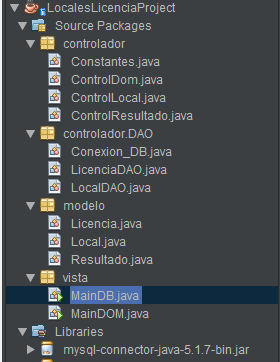 LocalesLicenciaProject
Source Packages
controlador
Constantes.java
ControlDom.java
ControlLocal.java
ControlResultado.java
controlador.DAO
Conexion_DB.java
LicenciaDAO.java
LocalDAO.java
modelo
Licencia.java
Local.java
Resultado.java
vista
MainDB.java
MainDOM.java
Libraries
mysql-connector-java-5.1.7-bin.jar